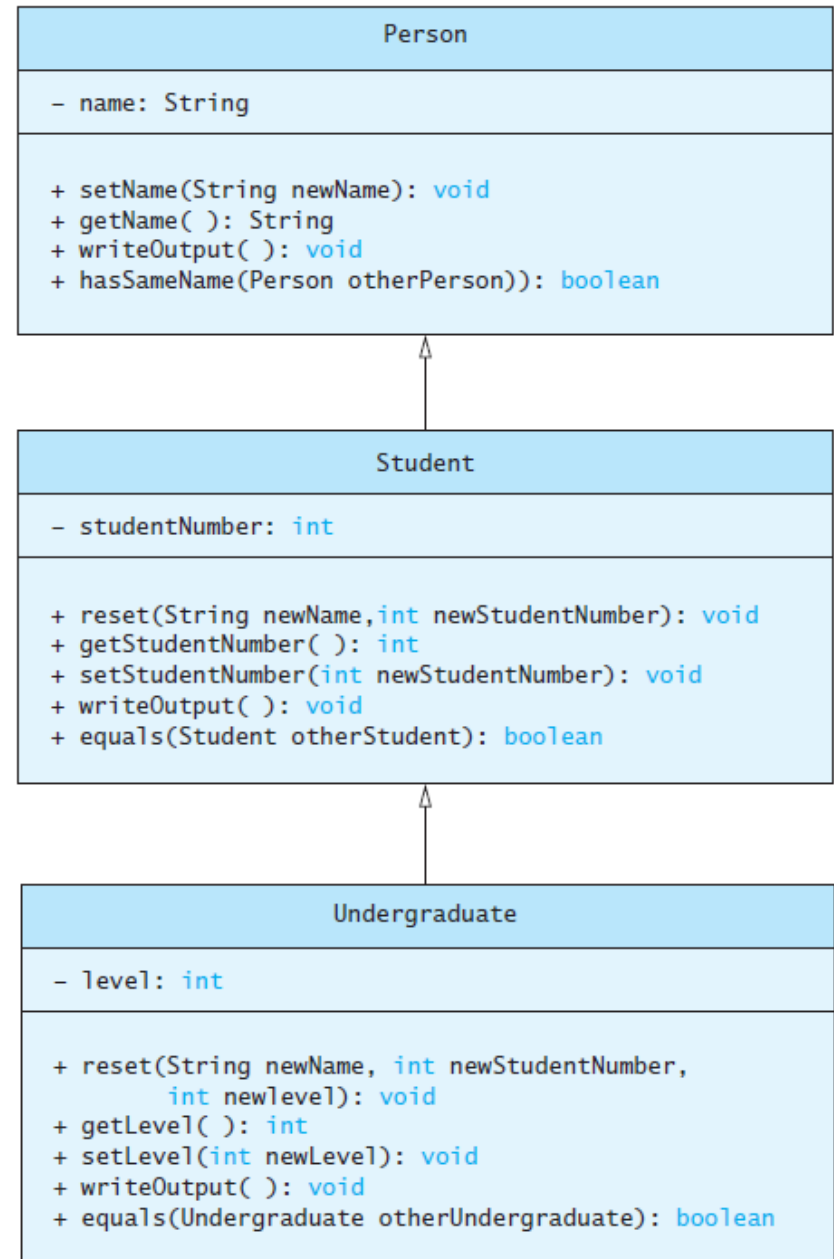 Person
– name: String
+ setName(String newName): void
+ getName( ): String
+ writeOutput( ): void
+ hasSameName(Person otherPerson)): boolean
Student
– studentNumber: int
+ reset(String newName,int newStudentNumber): void
+ getStudentNumber( ): int
+ setStudentNumber(int newStudentNumber): void
+ writeOutput( ): void
+ equals(Student otherStudent): boolean
Undergraduate
– level: int
+ reset(String newName, int newStudentNumber,
int newlevel): void
+ getLevel( ): int
+ setLevel(int newLevel): void
+ writeOutput( ): void
+ equals(Undergraduate otherUndergraduate): boolean